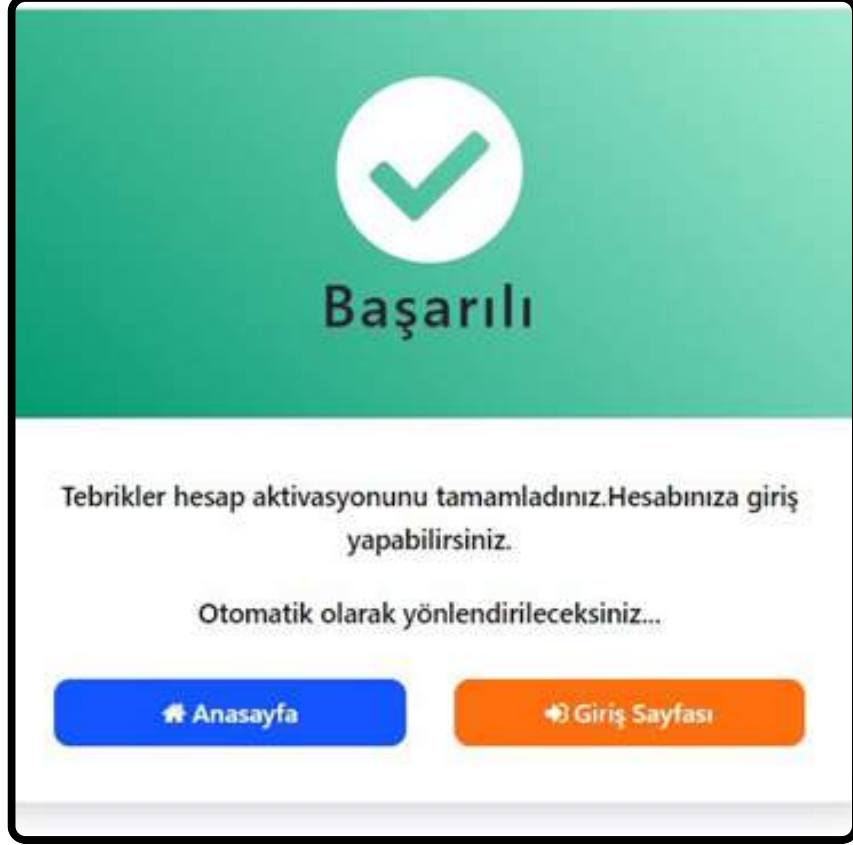 Başarılı
Tebrikler hesap aktivasyonunu tamamladınız.Hesabınıza giriş
yapabilirsiniz.
Otomatik olarak yönlendirileceksiniz...
Anasayfa
Giriş Sayfası